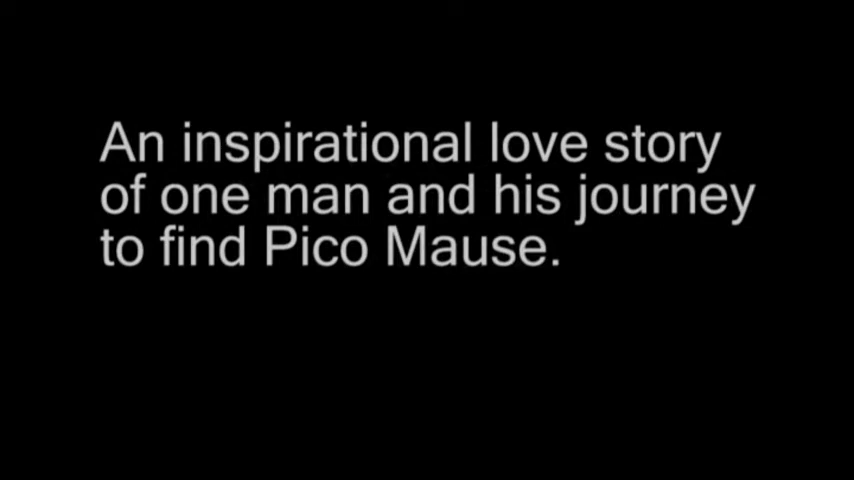 An inspirational love story
of one man and his journey
to find Pico Mause.